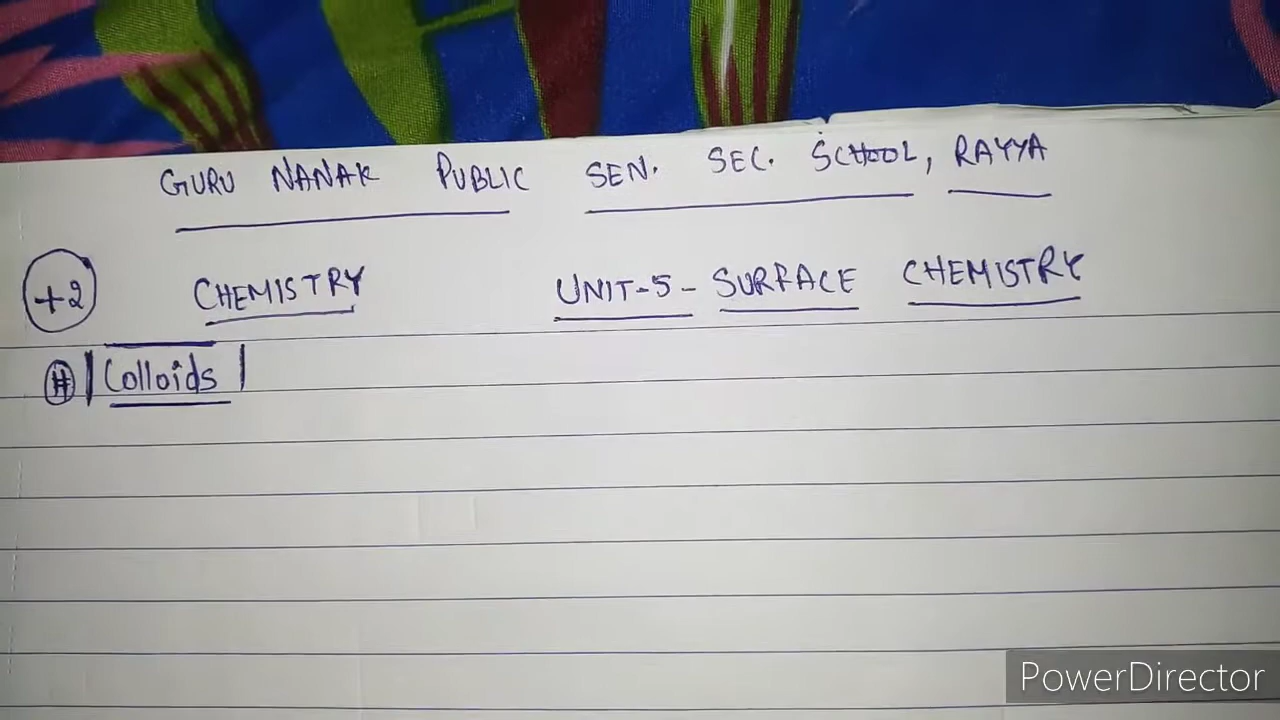 GURU NANAK PUBLIC SEN. SEC. SCHOOL, RAYYA
+2 CHEMISTRY UNIT-5- SURFACE CHEMISTRY
# Colloids
PowerDirector